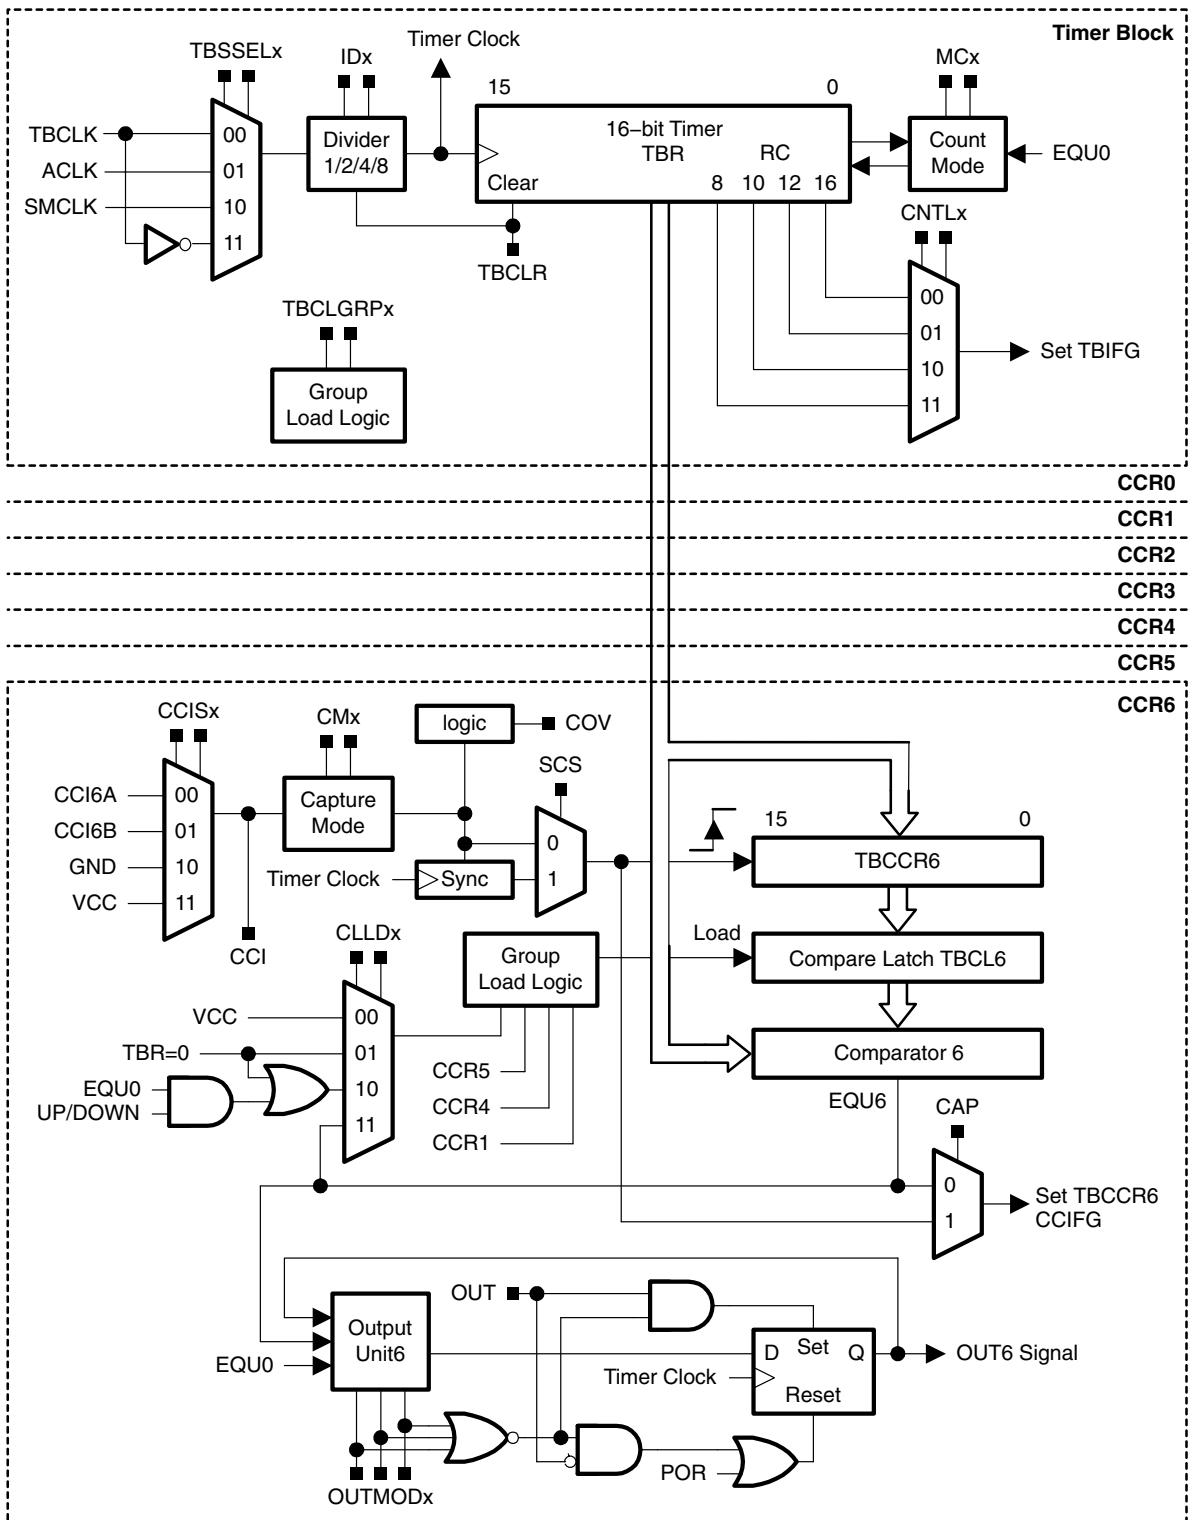 Timer Block
Timer Clock
TBSSELx
IDx
MCx
15
0
TBCLK
ACLK
SMCLK
00
01
10
11
Divider
1/2/4/8
16−bit Timer
TBR
RC
Clear
8
10
12
16
Count
Mode
EQU0
TBCLR
CNTLx
00
01
10
11
Set TBIFG
TBCLGRPx
Group
Load Logic
CCR0
CCR1
CCR2
CCR3
CCR4
CCR5
CCR6
CCISx
CMx
logic
COV
SCS
CCI6A
CCI6B
GND
VCC
00
01
10
11
Capture
Mode
0
1
Timer Clock
Sync
CCI
15
0
TBCCR6
Load
Compare Latch TBCL6
Comparator 6
EQU6
CLLDx
Group
Load Logic
VCC
TBR=0
EQU0
UP/DOWN
00
01
10
11
CCR5
CCR4
CCR1
CAP
0
1
Set TBCCR6
CCIFG
OUT
Output
Unit6
EQU0
D
Set
Q
Reset
Timer Clock
OUT6 Signal
POR
OUTMODx